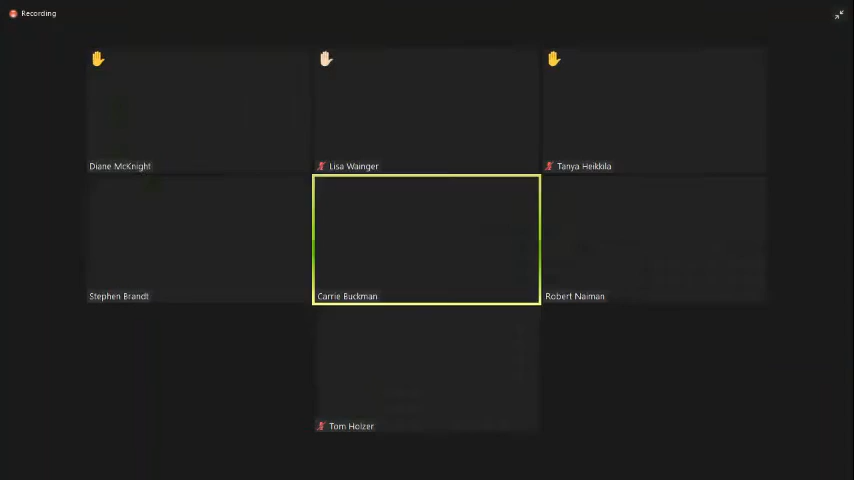 Recording
Diane McKnight
Lisa Wainger
Tanya Heikkila
Stephen Brandt
Carrie Buckman
Robert Naiman
Tom Holzer